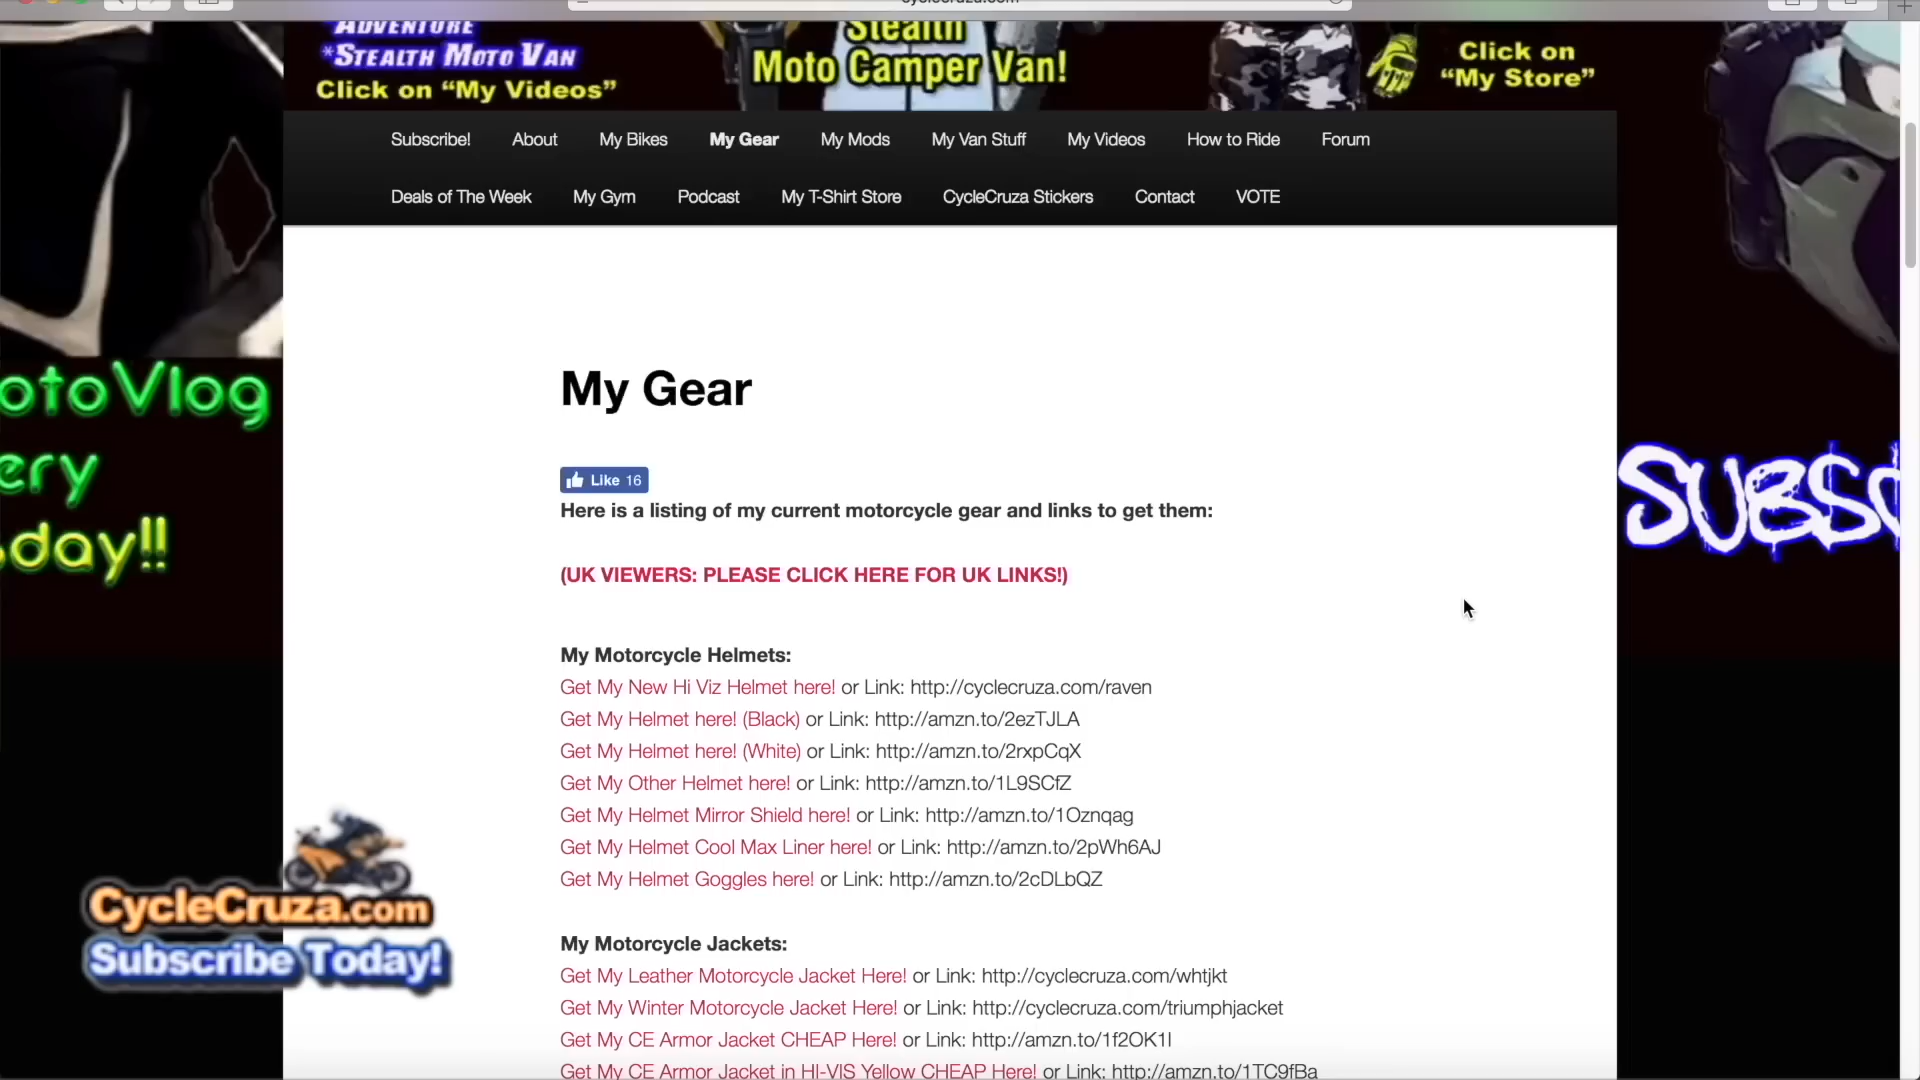 ADVENTURE
*STEALTH MOTO VAN
Click on "My Videos"
Stealth
Moto Camper Van!
Click on
"My Store"
Subscribe! About My Bikes My Gear My Mods My Van Stuff My Videos How to Ride Forum
Deals of The Week My Gym Podcast My T-Shirt Store CycleCruza Stickers Contact VOTE
My Gear
Like 16
Here is a listing of my current motorcycle gear and links to get them:
(UK VIEWERS: PLEASE CLICK HERE FOR UK LINKS!)
My Motorcycle Helmets:
Get My New Hi Viz Helmet here! or Link: http://cyclecruza.com/raven
Get My Helmet here! (Black) or Link: http://amzn.to/2ezTJLA
Get My Helmet here! (White) or Link: http://amzn.to/2rxpCqX
Get My Other Helmet here! or Link: http://amzn.to/1L9SCfZ
Get My Helmet Mirror Shield here! or Link: http://amzn.to/1Oznqag
Get My Helmet Cool Max Liner here! or Link: http://amzn.to/2pWh6AJ
Get My Helmet Goggles here! or Link: http://amzn.to/2cDLbQZ
My Motorcycle Jackets:
Get My Leather Motorcycle Jacket Here! or Link: http://cyclecruza.com/whtjkt
Get My Winter Motorcycle Jacket Here! or Link: http://cyclecruza.com/triumphjacket
Get My CE Armor Jacket CHEAP Here! or Link: http://amzn.to/1f2OK1I
Get My CE Armor Jacket in HI-VIS Yellow CHEAP Here! or Link: http://amzn.to/1TC9fBa
otoVlog
ery
day!!
SUBSC
CycleCruza.com
Subscribe Today!